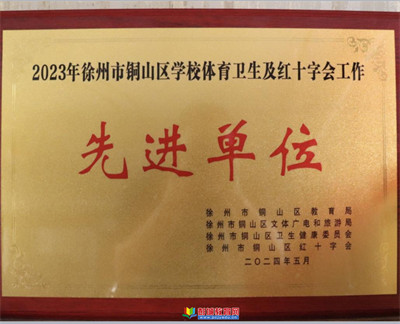 2023年徐州市铜山区学校体育卫生及红十字会工作
先进单位
徐州市铜山区教育局
徐州市铜山区文体广电和旅游局
徐州市铜山区卫生健康委员会
徐州市铜山区红十字会
二〇二四年五月